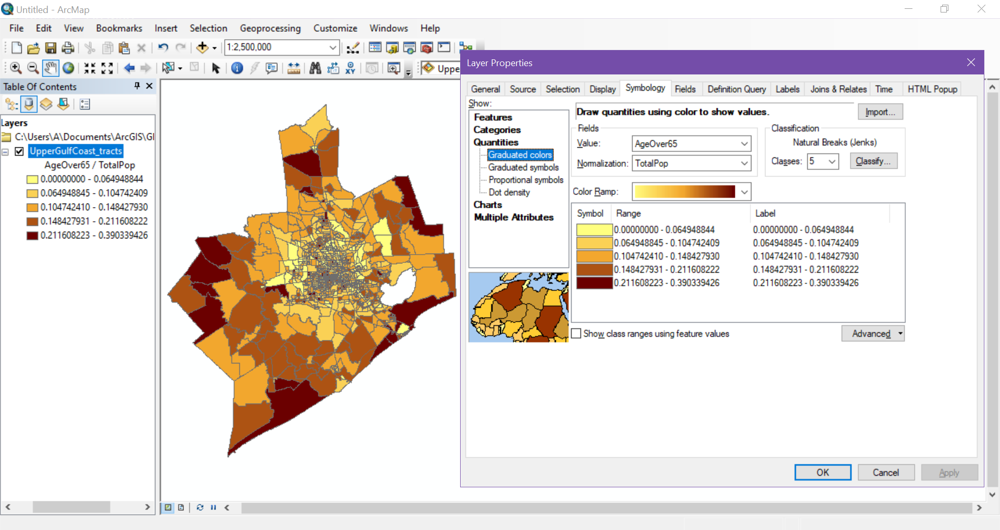 Untitled - ArcMap
File Edit View Bookmarks Insert Selection Geoprocessing Customize Windows Help
1:2,500,000
XY
Uppe
Table Of Contents
Layers
C:\Users\A\Documents\ArcGIS\GI
UpperGulfCoast_tracts
AgeOver65 / TotalPop
0.00000000 - 0.064948844
0.064948845 - 0.104742409
0.104742410 - 0.148427930
0.148427931 - 0.211608222
0.211608223 - 0.390339426
Layer Properties
General Source Selection Display Symbology Fields Definition Query Labels Joins & Relates Time HTML Popup
Show:
Features
Categories
Quantities
Graduated colors
Graduated symbols
Proportional symbols
Dot density
Charts
Multiple Attributes
Draw quantities using color to show values.
Import...
Fields
Value: AgeOver65
Normalization: TotalPop
Classification
Natural Breaks (Jenks)
Classes: 5 Classify...
Color Ramp:
Symbol Range Label
0.00000000 - 0.064948844 0.00000000 - 0.064948844
0.064948845 - 0.104742409 0.064948845 - 0.104742409
0.104742410 - 0.148427930 0.104742410 - 0.148427930
0.148427931 - 0.211608222 0.148427931 - 0.211608222
0.211608223 - 0.390339426 0.211608223 - 0.390339426
Show class ranges using feature values
Advanced
OK Cancel Apply